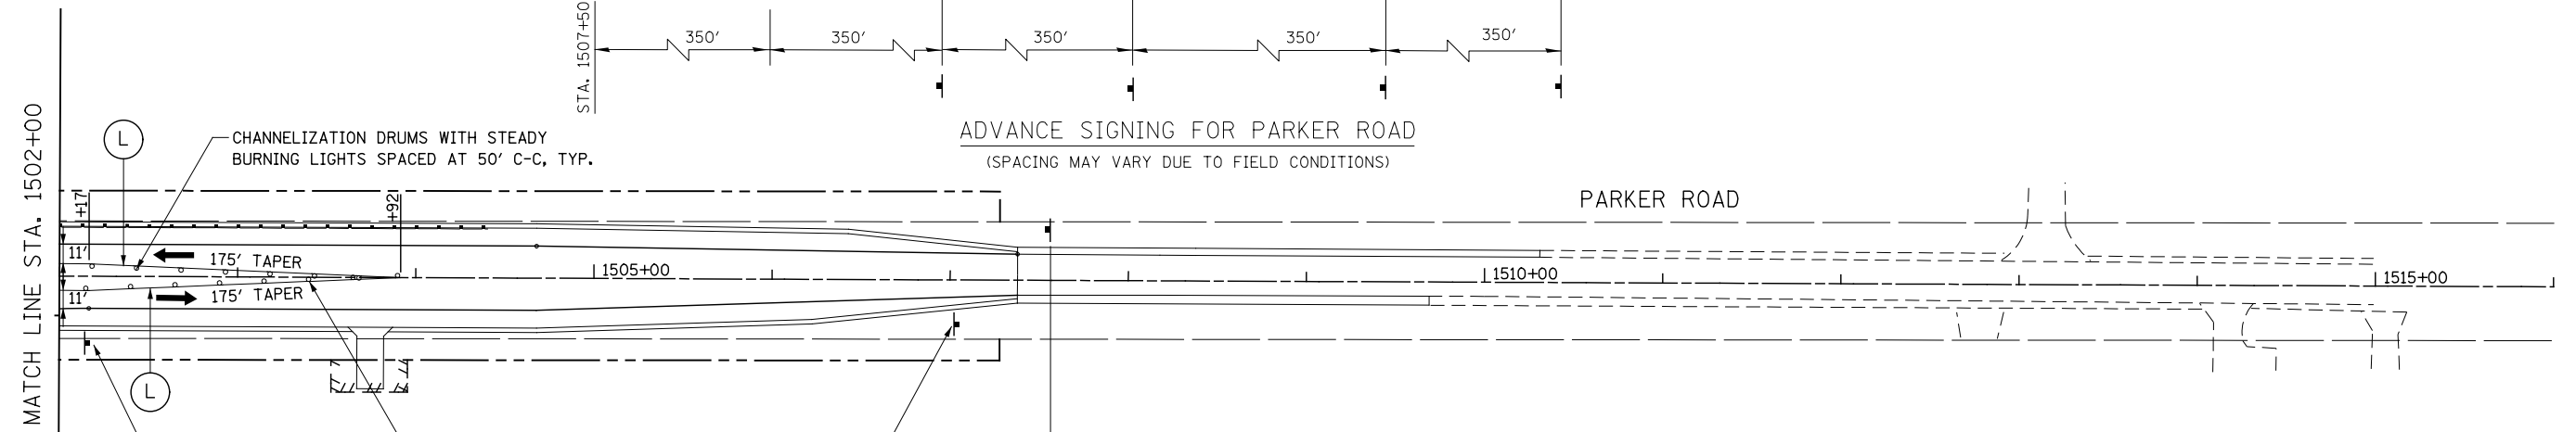 STA. 1507+50
350'
350'
350'
350'
350'
ADVANCE SIGNING FOR PARKER ROAD
(SPACING MAY VARY DUE TO FIELD CONDITIONS)
MATCH LINE STA. 1502+00
L
CHANNELIZATION DRUMS WITH STEADY
BURNING LIGHTS SPACED AT 50' C-C, TYP.
+17
+92
PARKER ROAD
11'
175' TAPER
1505+00
1510+00
1515+00
11'
175' TAPER
L